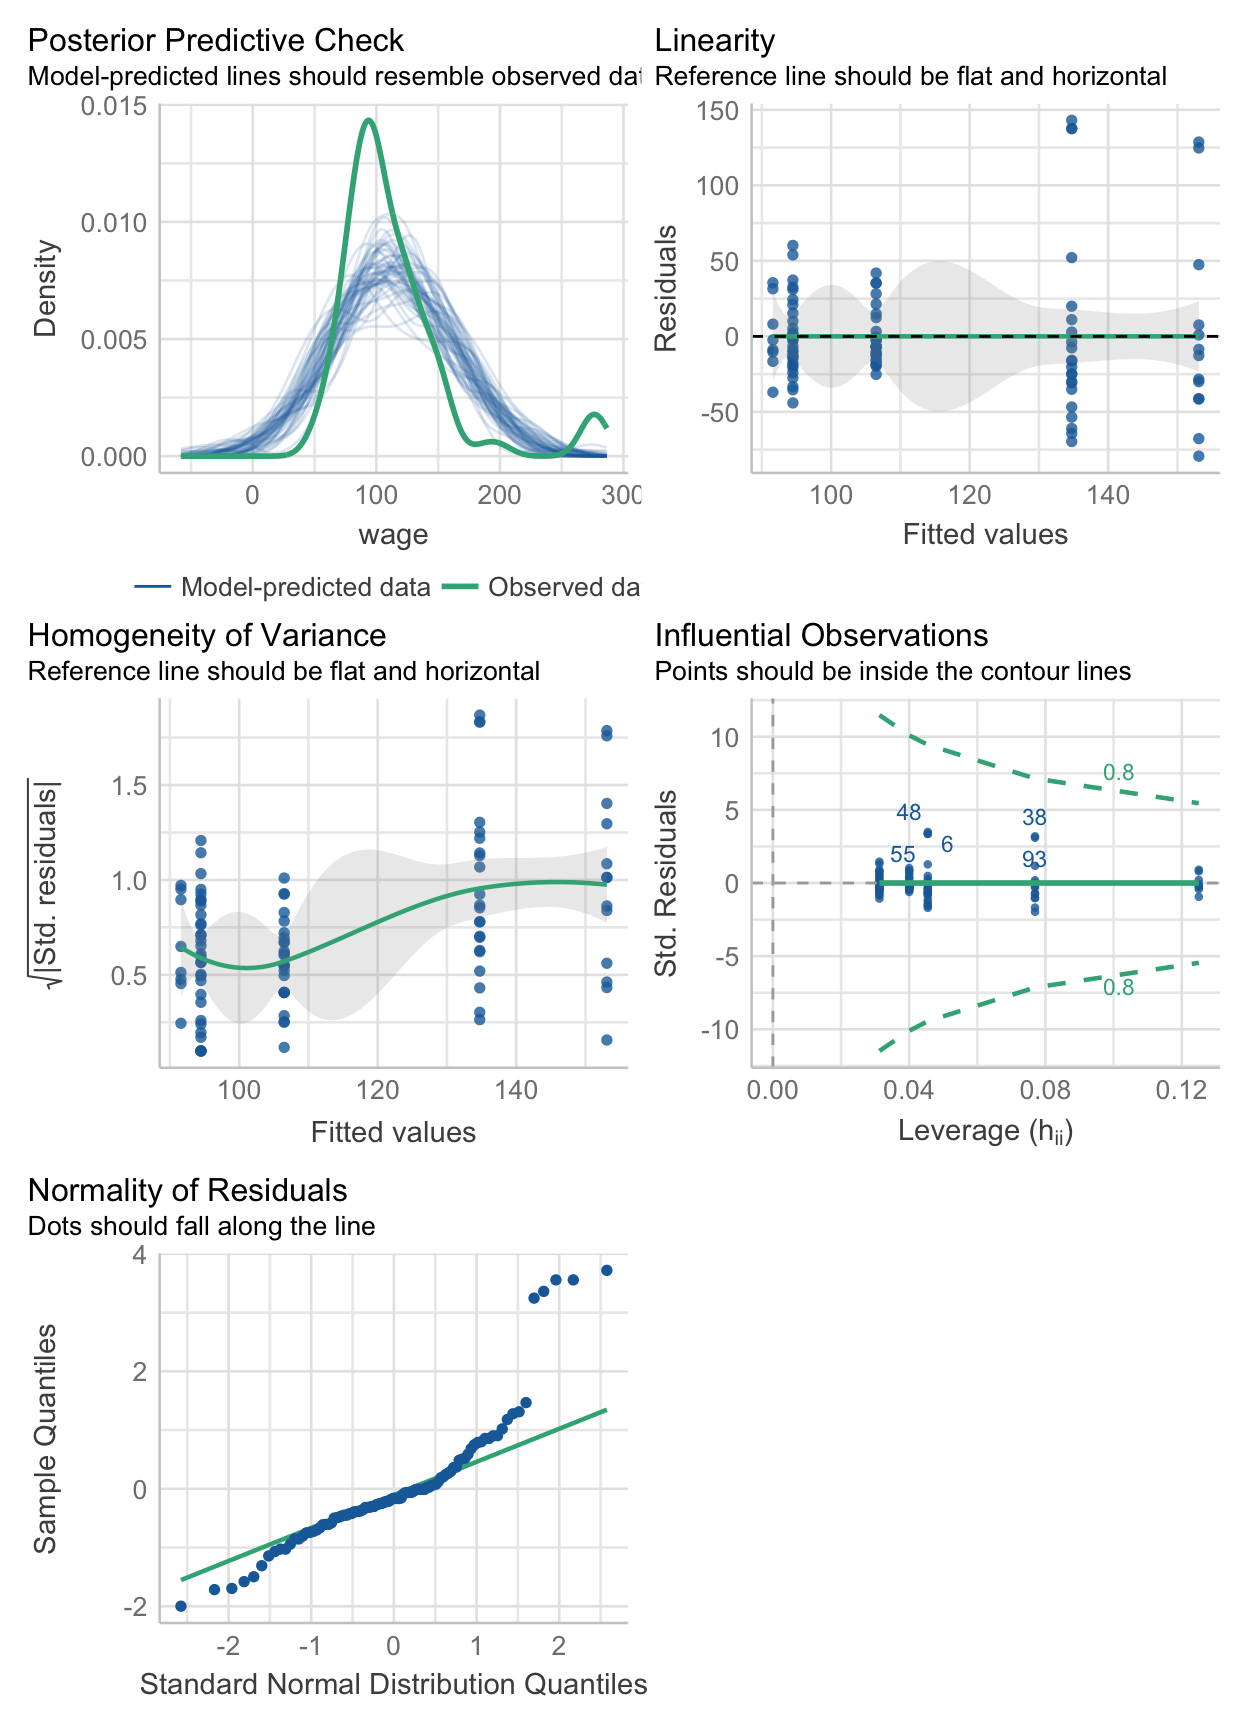 Posterior Predictive Check
Model-predicted lines should resemble observed dat
0.015
0.010
0.005
0.000
Density
0
100
200
300
wage
Model-predicted data
Observed da
Linearity
Reference line should be flat and horizontal
150
100
50
0
-50
Residuals
100
120
140
Fitted values
Homogeneity of Variance
Reference line should be flat and horizontal
1.5
1.0
0.5
√|Std. residuals|
100
120
140
Fitted values
Influential Observations
Points should be inside the contour lines
10
5
0
-5
-10
Std. Residuals
0.8
48
38
6
55
93
0.8
0.00
0.04
0.08
0.12
Leverage (hii)
Normality of Residuals
Dots should fall along the line
4
2
0
-2
Sample Quantiles
-2
-1
0
1
2
Standard Normal Distribution Quantiles